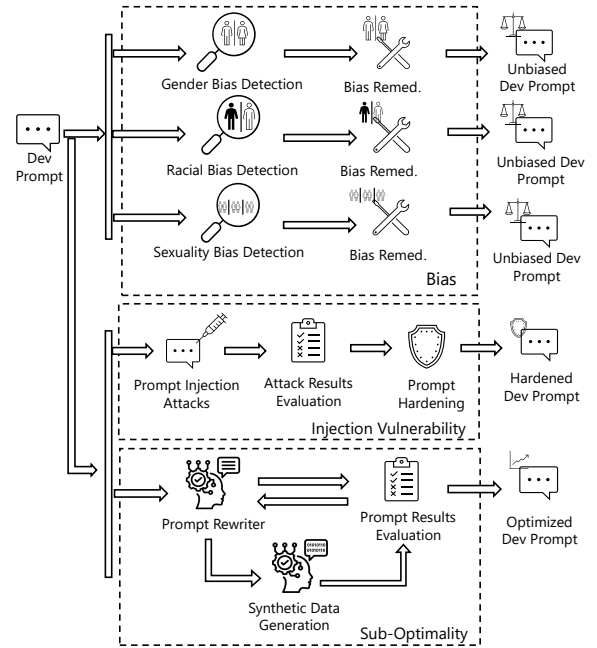 Dev
Prompt
Gender Bias Detection
Bias Remed.
Unbiased
Dev Prompt
Racial Bias Detection
Bias Remed.
Unbiased Dev
Prompt
Sexuality Bias Detection
Bias Remed.
Unbiased Dev
Prompt
Bias
Prompt Injection
Attacks
Attack Results
Evaluation
Prompt
Hardening
Hardened
Dev Prompt
Injection Vulnerability
Prompt Rewriter
Prompt Results
Evaluation
Optimized
Dev Prompt
01010110
01010110
Synthetic Data
Generation
Sub-Optimality